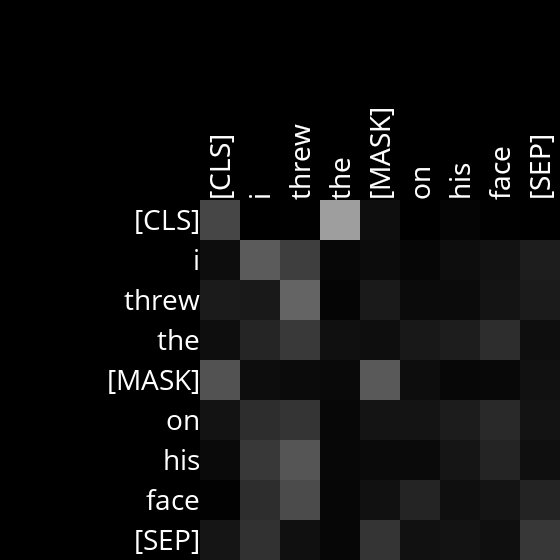 [CLS] i threw the [MASK] on his face [SEP]
[CLS]
i
threw
the
[MASK]
on
his
face
[SEP]